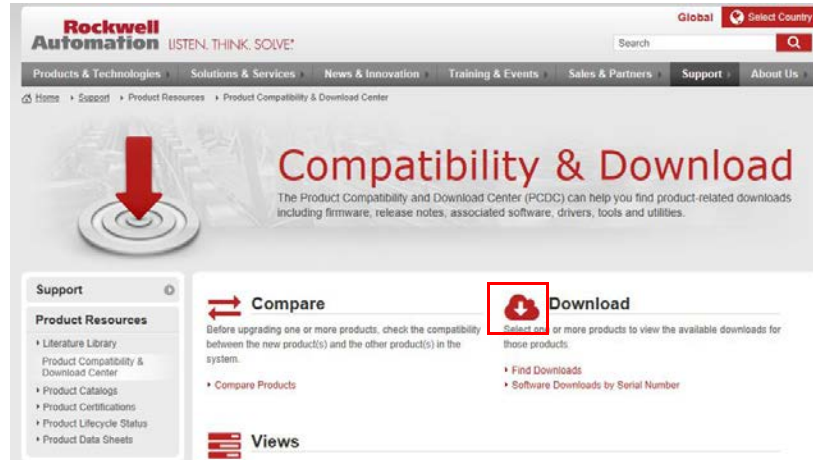 Global Select Country
Rockwell
Automation LISTEN. THINK. SOLVE.®
Search
Products & Technologies Solutions & Services News & Innovation Training & Events Sales & Partners Support About Us
Home Support Product Resources Product Compatibility & Download Center
Compatibility & Download
The Product Compatibility and Download Center (PCDC) can help you find product-related downloads
including firmware, release notes, associated software, drivers, tools and utilities.
Support
Product Resources
Literature Library
Product Compatibility &
Download Center
Product Catalogs
Product Certifications
Product Lifecycle Status
Product Data Sheets
Compare
Before upgrading one or more products, check the compatibility
between the new product(s) and the other product(s) in the
system.
Compare Products
Download
Select one or more products to view the available downloads for
those products.
Find Downloads
Software Downloads by Serial Number
Views